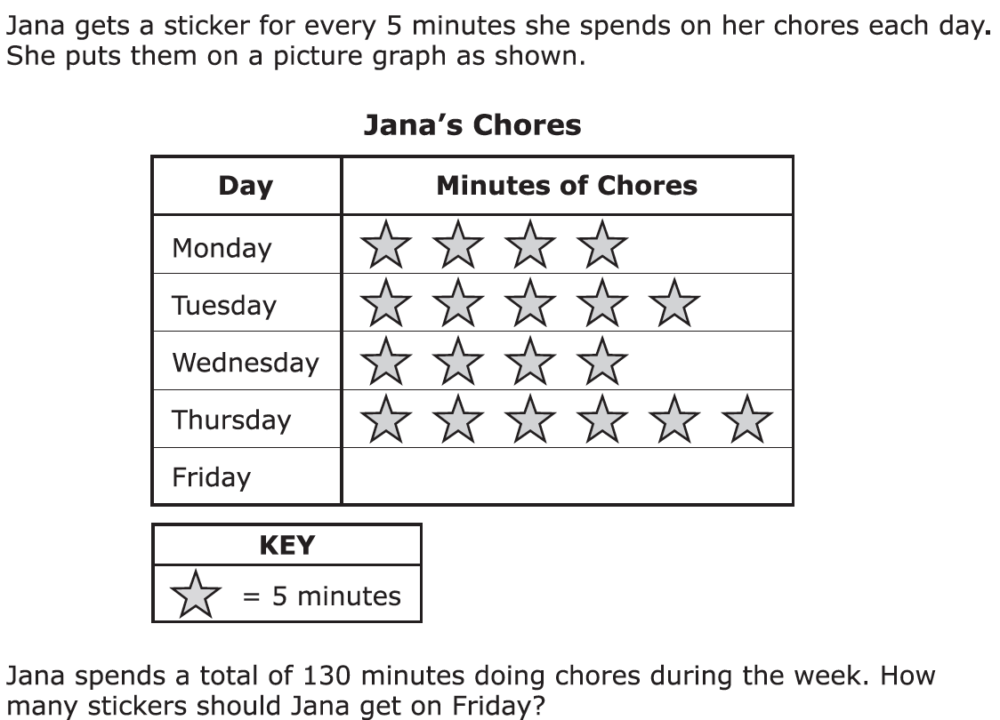 Jana gets a sticker for every 5 minutes she spends on her chores each day.
She puts them on a picture graph as shown.
Jana’s Chores
Day Minutes of Chores
Monday
Tuesday
Wednesday
Thursday
Friday
KEY
= 5 minutes
Jana spends a total of 130 minutes doing chores during the week. How
many stickers should Jana get on Friday?